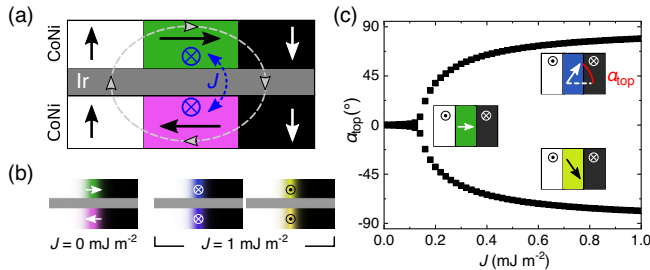 (a)
CoNi
Ir
J
CoNi
(b)
J = 0 mJ m⁻²
J = 1 mJ m⁻²
(c)
α_top (°)
90
45
0
-45
-90
α_top
0.0 0.2 0.4 0.6 0.8 1.0
J (mJ m⁻²)